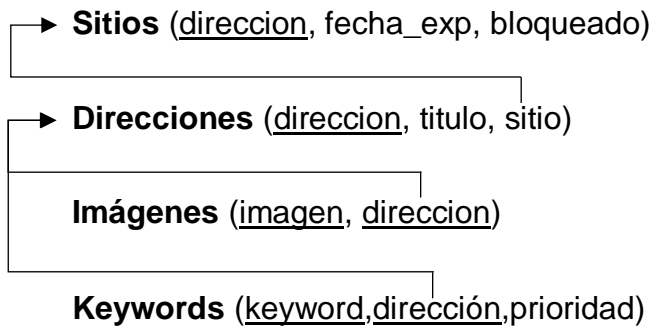 Sitios (direccion, fecha_exp, bloqueado)
Direcciones (direccion, titulo, sitio)
Imágenes (imagen, direccion)
Keywords (keyword,dirección,prioridad)